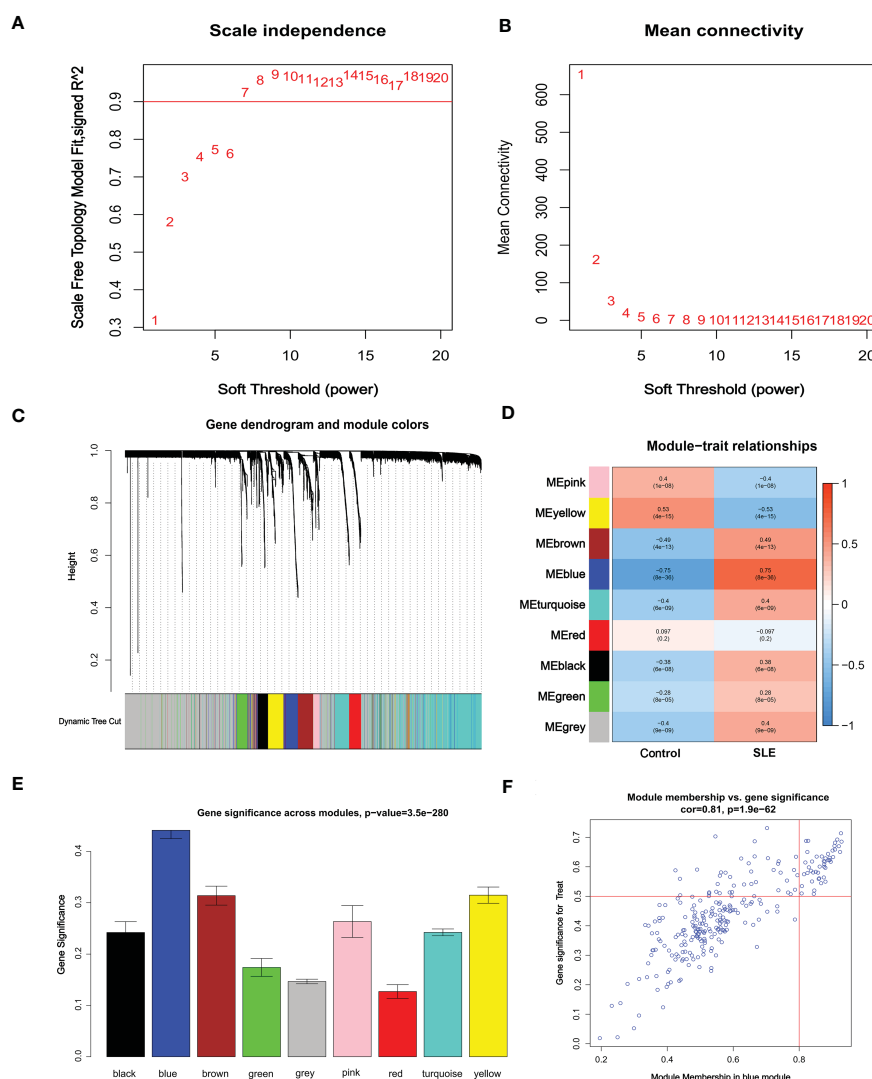 A
Scale independence
Scale Free Topology Model Fit,signed R^2
0.3 0.4 0.5 0.6 0.7 0.8 0.9
1 2 3 4 5 6 7 8 9 10 11 12 13 14 15 16 17 18 19 20
5 10 15 20
Soft Threshold (power)
B
Mean connectivity
Mean Connectivity
0 100 200 300 400 500 600
1 2 3 4 5 6 7 8 9 10 11 12 13 14 15 16 17 18 19 20
5 10 15 20
Soft Threshold (power)
C
Gene dendrogram and module colors
Height
0.2 0.4 0.6 0.8 1.0
Dynamic Tree Cut
D
Module−trait relationships
MEpink 0.4 −0.4
(1e−08) (1e−08)
MEyellow 0.53 −0.53
(4e−15) (4e−15)
MEbrown −0.49 0.49
(4e−13) (4e−13)
MEblue −0.75 0.75
(8e−36) (8e−36)
MEturquoise −0.4 0.4
(6e−09) (6e−09)
MEred 0.097 −0.097
(0.2) (0.2)
MEblack −0.38 0.38
(6e−08) (6e−08)
MEgreen −0.28 0.28
(8e−05) (8e−05)
MEgrey −0.4 0.4
(9e−09) (9e−09)
Control SLE
1
0.5
0
−0.5
−1
E
Gene significance across modules, p−value=3.5e−280
Gene Significance
0.0 0.1 0.2 0.3 0.4
black blue brown green grey pink red turquoise yellow
F
Module membership vs. gene significance
cor=0.81, p=1.9e−62
Gene significance for Treat
0.0 0.1 0.2 0.3 0.4 0.5 0.6 0.7
0.2 0.4 0.6 0.8
Module Membership in blue module